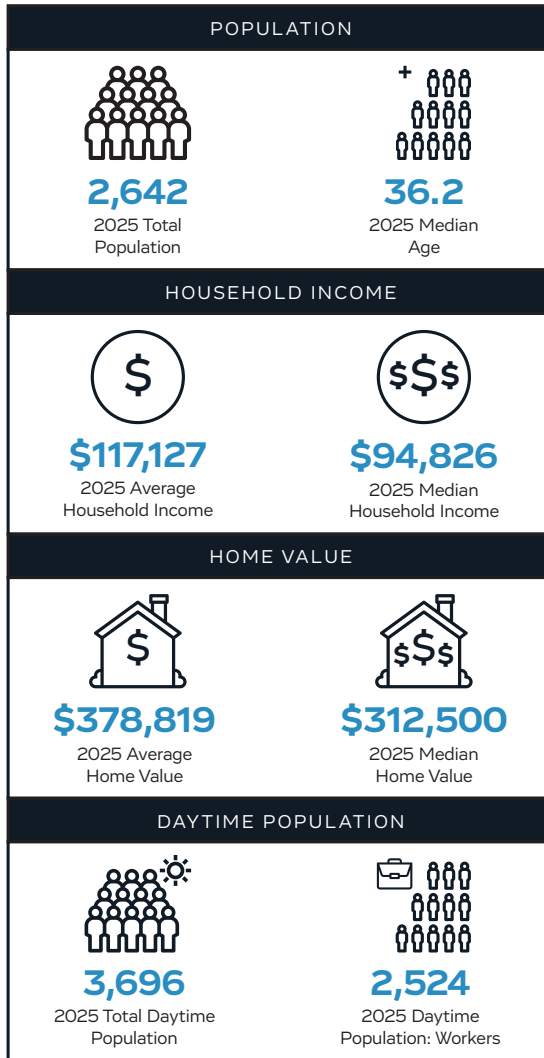 POPULATION
2,642
2025 Total
Population
+
36.2
2025 Median
Age
HOUSEHOLD INCOME
$
$117,127
2025 Average
Household Income
$$$
$94,826
2025 Median
Household Income
HOME VALUE
$
$378,819
2025 Average
Home Value
$$$
$312,500
2025 Median
Home Value
DAYTIME POPULATION
3,696
2025 Total Daytime
Population
2,524
2025 Daytime
Population: Workers